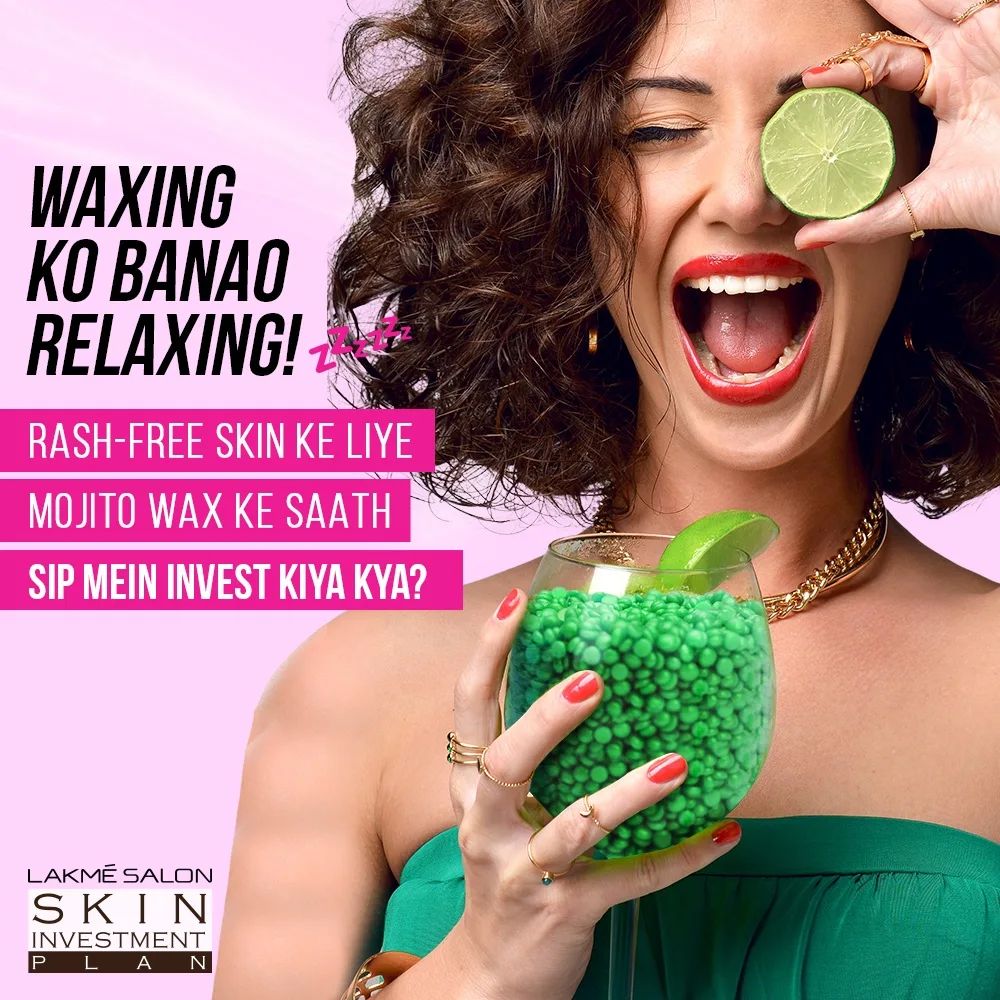 WAXING
KO BANAO
RELAXING! zzzzz
RASH-FREE SKIN KE LIYE
MOJITO WAX KE SAATH
SIP MEIN INVEST KIYA KYA?
LAKMÉ SALON
SKIN
INVESTMENT
PLAN